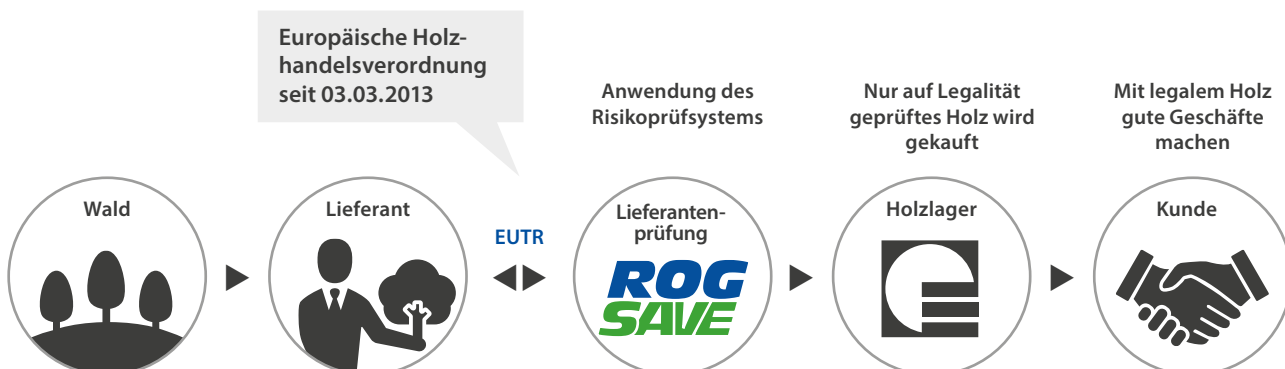 Europäische Holz-
handelsverordnung
seit 03.03.2013
Anwendung des
Risikoprüfsystems
Nur auf Legalität
geprüftes Holz wird
gekauft
Mit legalem Holz
gute Geschäfte
machen
Wald
Lieferant
EUTR
Lieferanten-
prüfung
ROG
SAVE
Holzlager
Kunde